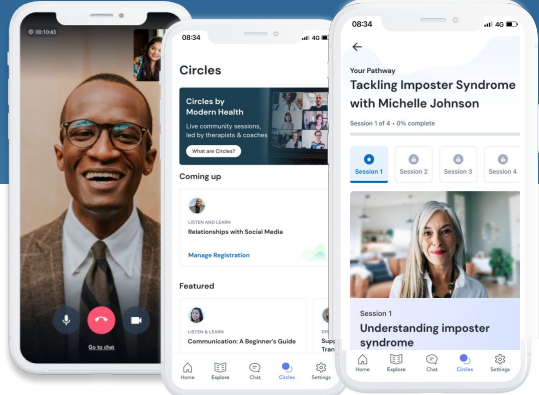 08:10:43
Go to chat
08:34
4G
Circles
Circles by
Modern Health
Live community sessions,
led by therapists & coaches
What are Circles?
Coming up
LISTEN AND LEARN
Relationships with Social Media
Manage Registration
Featured
LISTEN & LEARN
Communication: A Beginner's Guide
Supp
Tran
Home
Explore
Chat
Circles
Settings
08:34
4G
Your Pathway
Tackling Imposter Syndrome
with Michelle Johnson
Session 1 of 4 • 0% complete
Session 1
Session 2
Session 3
Session 4
Session 1
Understanding imposter
syndrome
Home
Explore
Chat
Circles
Settings